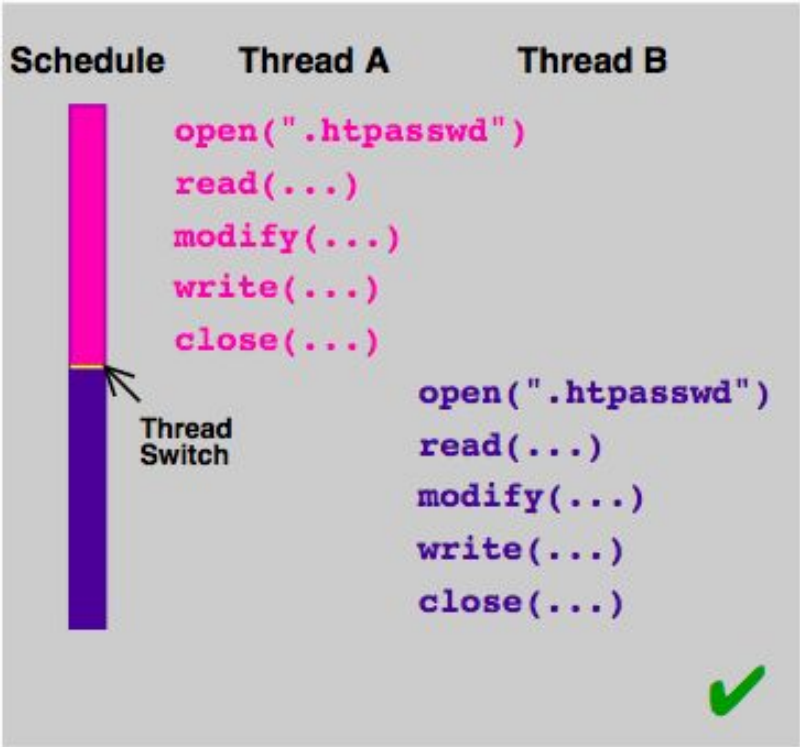 Schedule Thread A Thread B
open(".htpasswd")
read(...)
modify(...)
write(...)
close(...)
Thread
Switch
open(".htpasswd")
read(...)
modify(...)
write(...)
close(...)